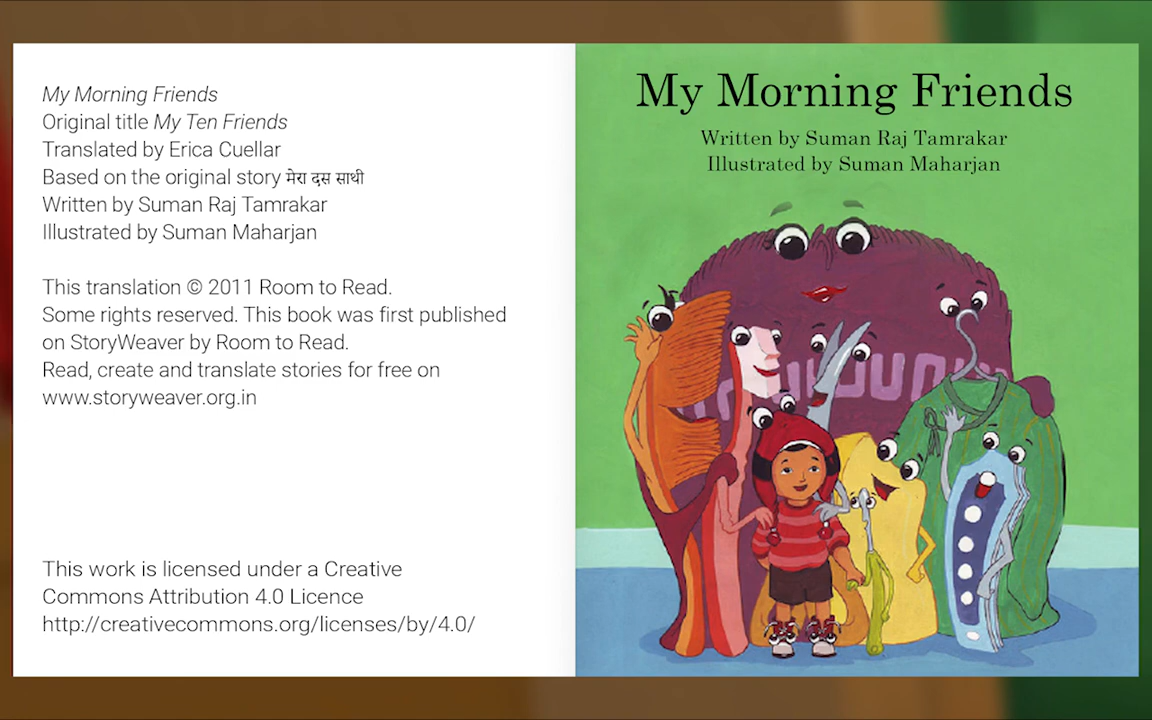 My Morning Friends
Original title My Ten Friends
Translated by Erica Cuellar
Based on the original story मेरा दस साथी
Written by Suman Raj Tamrakar
Illustrated by Suman Maharjan
This translation © 2011 Room to Read.
Some rights reserved. This book was first published
on StoryWeaver by Room to Read.
Read, create and translate stories for free on
www.storyweaver.org.in
This work is licensed under a Creative
Commons Attribution 4.0 Licence
http://creativecommons.org/licenses/by/4.0/
My Morning Friends
Written by Suman Raj Tamrakar
Illustrated by Suman Maharjan